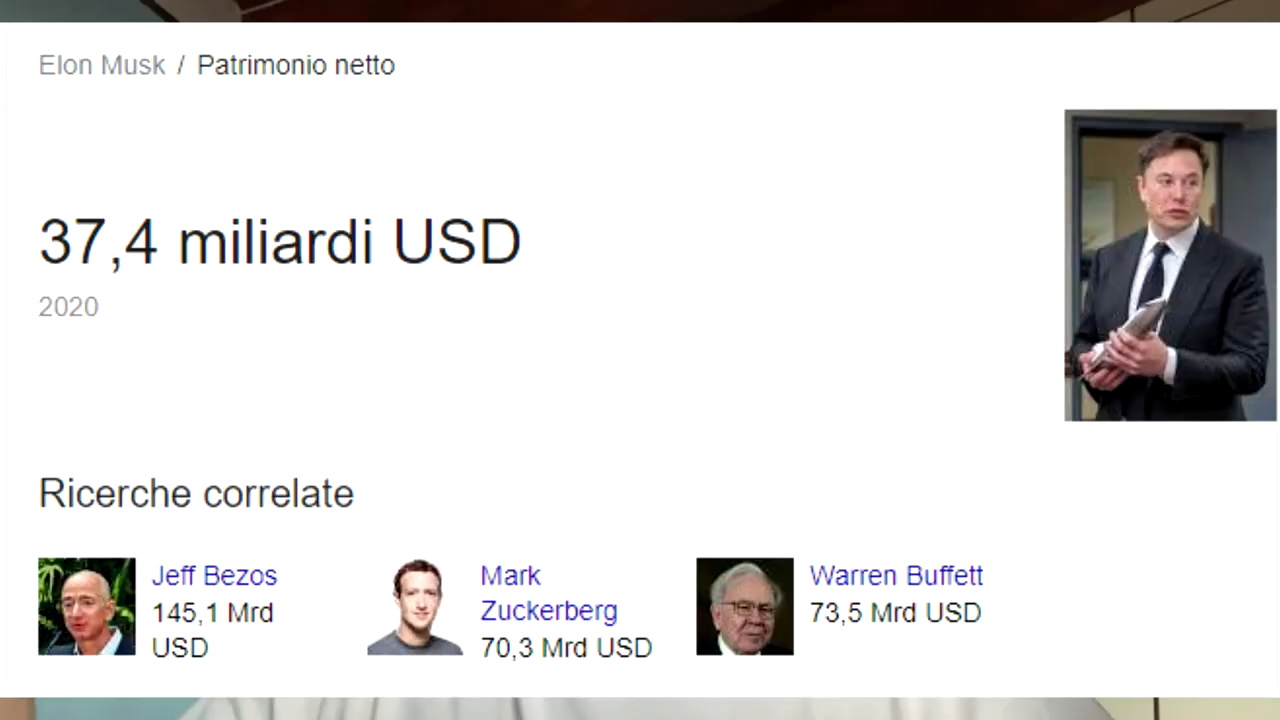 Elon Musk / Patrimonio netto
37,4 miliardi USD
2020
Ricerche correlate
Jeff Bezos
145,1 Mrd
USD
Mark
Zuckerberg
70,3 Mrd USD
Warren Buffett
73,5 Mrd USD